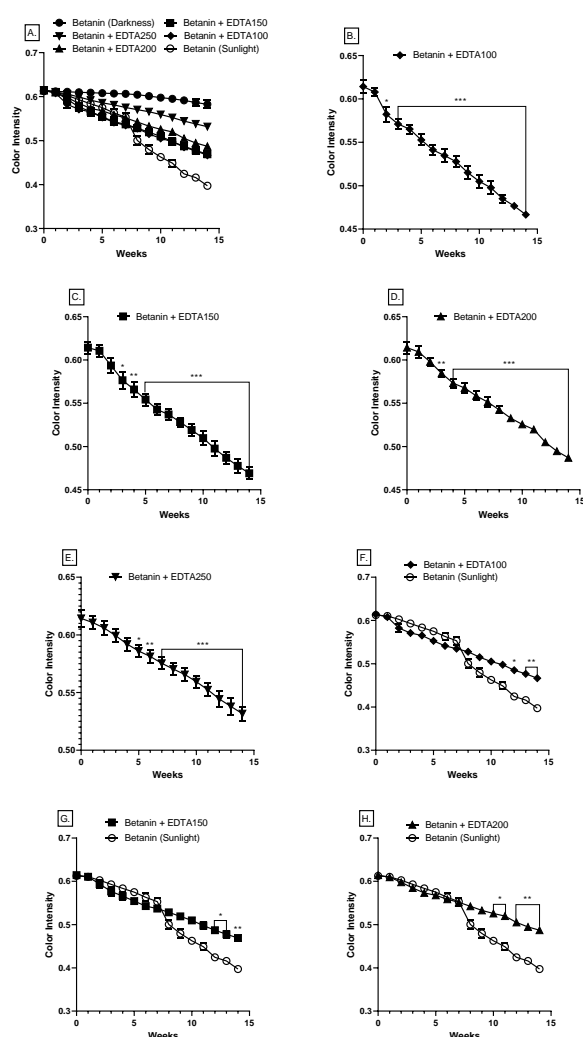 A.
Betanin (Darkness) Betanin + EDTA150
Betanin + EDTA250 Betanin + EDTA100
Betanin + EDTA200 Betanin (Sunlight)
0.7
0.6
0.5
0.4
0.3
0 5 10 15
Color Intensity
Weeks
B.
Betanin + EDTA100
0.65
0.60
0.55
0.50
0.45
0 5 10 15
* ***
Color Intensity
Weeks
C.
Betanin + EDTA150
0.65
0.60
0.55
0.50
0.45
0 5 10 15
* ** ***
Color Intensity
Weeks
D.
Betanin + EDTA200
0.65
0.60
0.55
0.50
0.45
0 5 10 15
** ***
Color Intensity
Weeks
E.
Betanin + EDTA250
0.65
0.60
0.55
0.50
0 5 10 15
* ** ***
Color Intensity
Weeks
F.
Betanin + EDTA100
Betanin (Sunlight)
0.7
0.6
0.5
0.4
0.3
0 5 10 15
* **
Color Intensity
Weeks
G.
Betanin + EDTA150
Betanin (Sunlight)
0.7
0.6
0.5
0.4
0.3
0 5 10 15
* **
Color Intensity
Weeks
H.
Betanin + EDTA200
Betanin (Sunlight)
0.7
0.6
0.5
0.4
0.3
0 5 10 15
* **
Color Intensity
Weeks